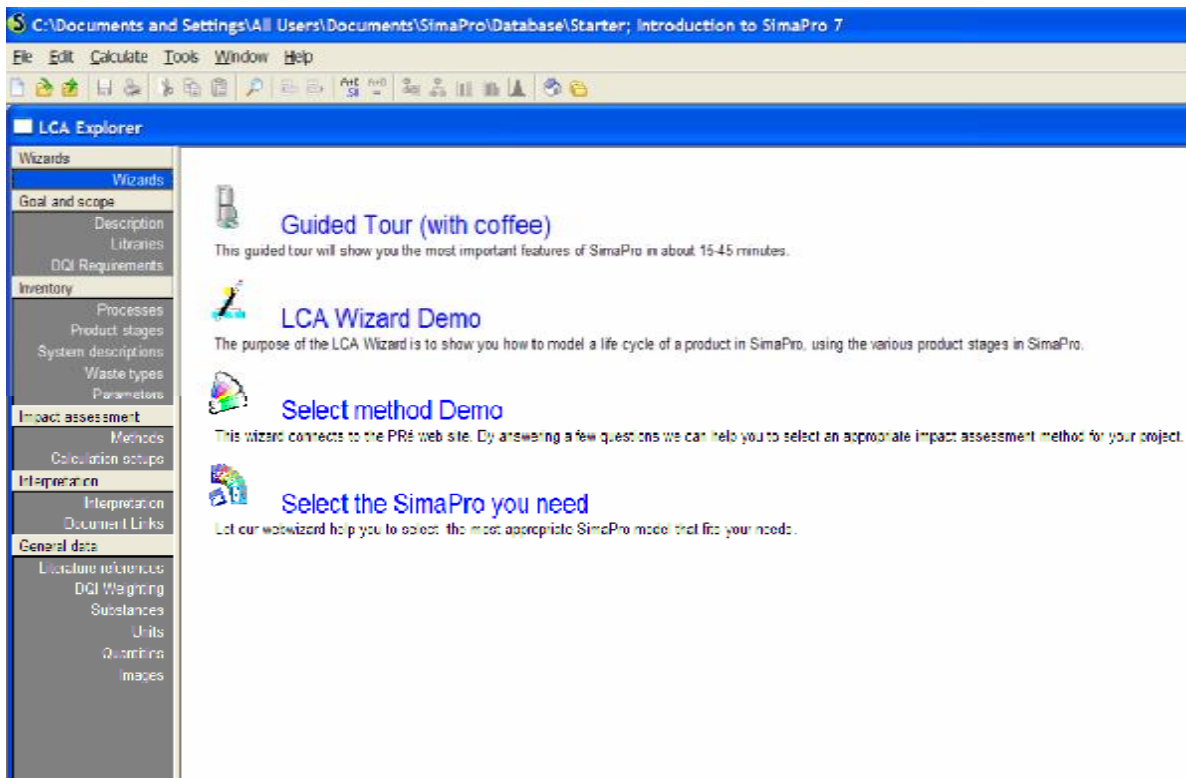 C:\Documents and Settings\All Users\Documents\SimaPro\Database\Starter; Introduction to SimaPro 7
File Edit Calculate Tools Window Help
LCA Explorer
Wizards
Wizards
Goal and scope
Description
Libraries
DQI Requirements
Inventory
Processes
Product stages
System descriptions
Waste types
Parameters
Impact assessment
Methods
Calculation setups
Interpretation
Interpretation
Document Links
General data
Literature references
DQI Weighting
Substances
Units
Quantities
Images
Guided Tour (with coffee)
This guided tour will show you the most important features of SimaPro in about 15-45 minutes.
LCA Wizard Demo
The purpose of the LCA Wizard is to show you how to model a life cycle of a product in SimaPro, using the various product stages in SimaPro.
Select method Demo
This wizard connects to the PRé web site. By answering a few questions we can help you to select an appropriate impact assessment method for your project.
Select the SimaPro you need
Let our webwizard help you to select the most appropriate SimaPro model that fits your needs.